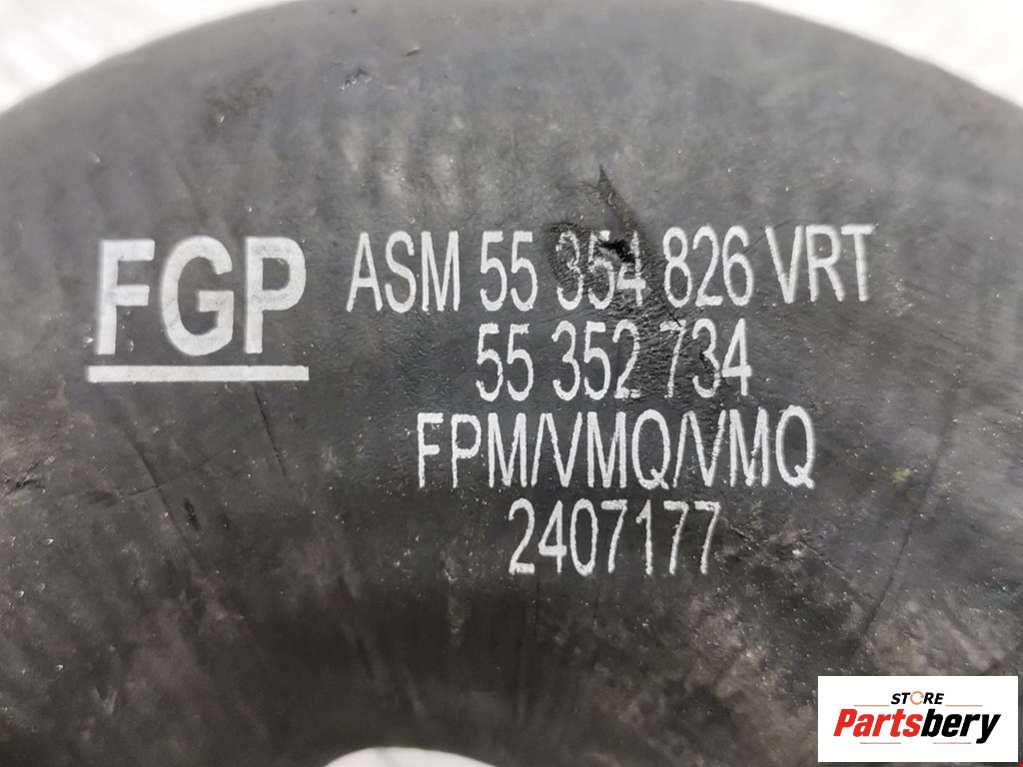 FGP
ASM 55 354 826 VRT
55 352 734
FPM/VMQ/VMQ
2407177
STORE
Partsbery